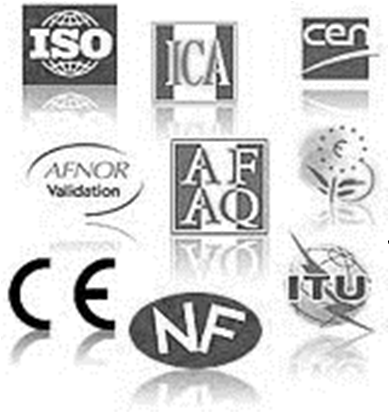 ISO
ICA
cen
AFNOR
Validation
AF
AQ
€
CE
NF
ITU